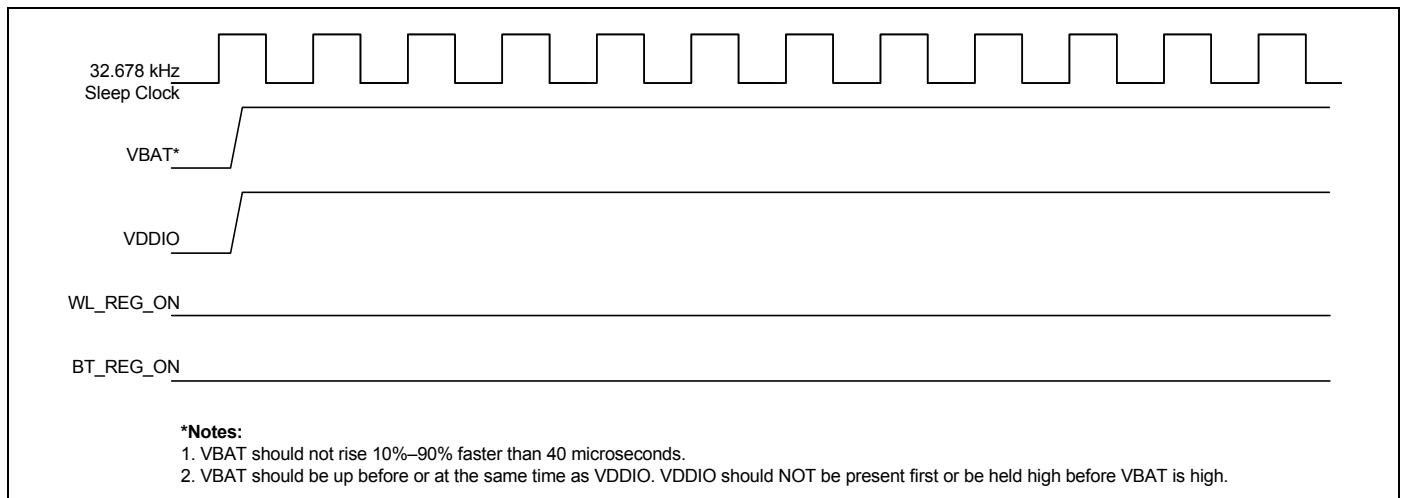 32.678 kHz
Sleep Clock
VBAT*
VDDIO
WL_REG_ON
BT_REG_ON
*Notes:
1. VBAT should not rise 10%–90% faster than 40 microseconds.
2. VBAT should be up before or at the same time as VDDIO. VDDIO should NOT be present first or be held high before VBAT is high.